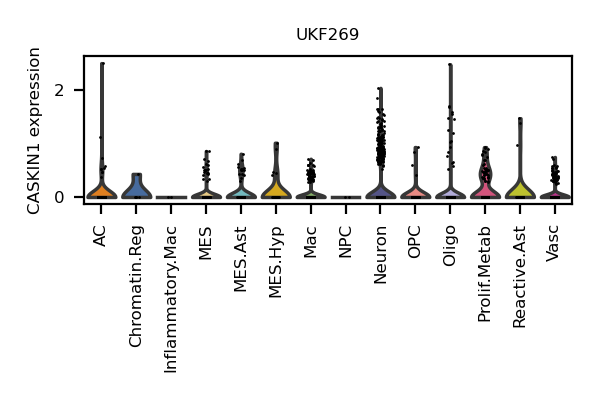 UKF269
CASKIN1 expression
2
0
AC
Chromatin.Reg
Inflammatory.Mac
MES
MES.Ast
MES.Hyp
Mac
NPC
Neuron
OPC
Oligo
Prolif.Metab
Reactive.Ast
Vasc